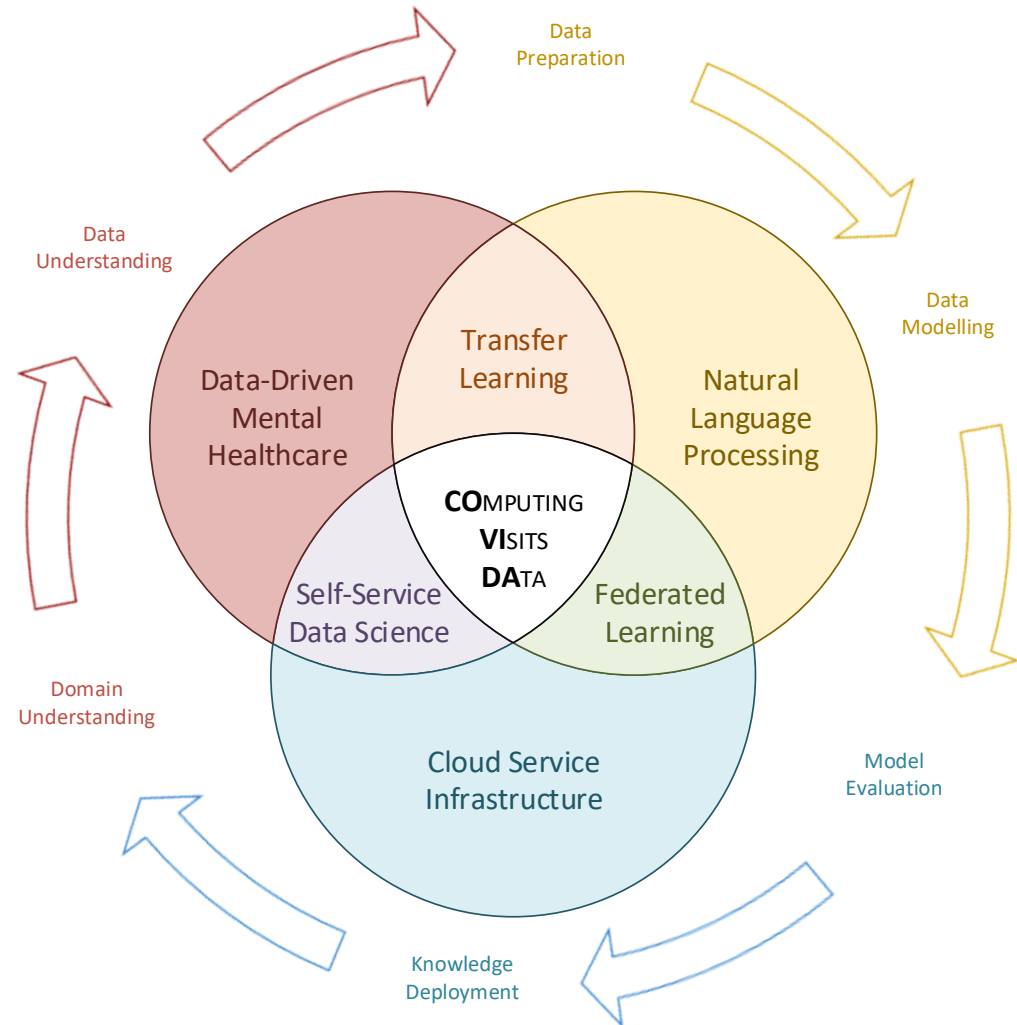 Data
Preparation
Data
Understanding
Data
Modelling
Transfer
Learning
Data-Driven
Mental
Healthcare
Natural
Language
Processing
COMPUTING
VISITS
DATA
Self-Service
Data Science
Federated
Learning
Domain
Understanding
Cloud Service
Infrastructure
Model
Evaluation
Knowledge
Deployment